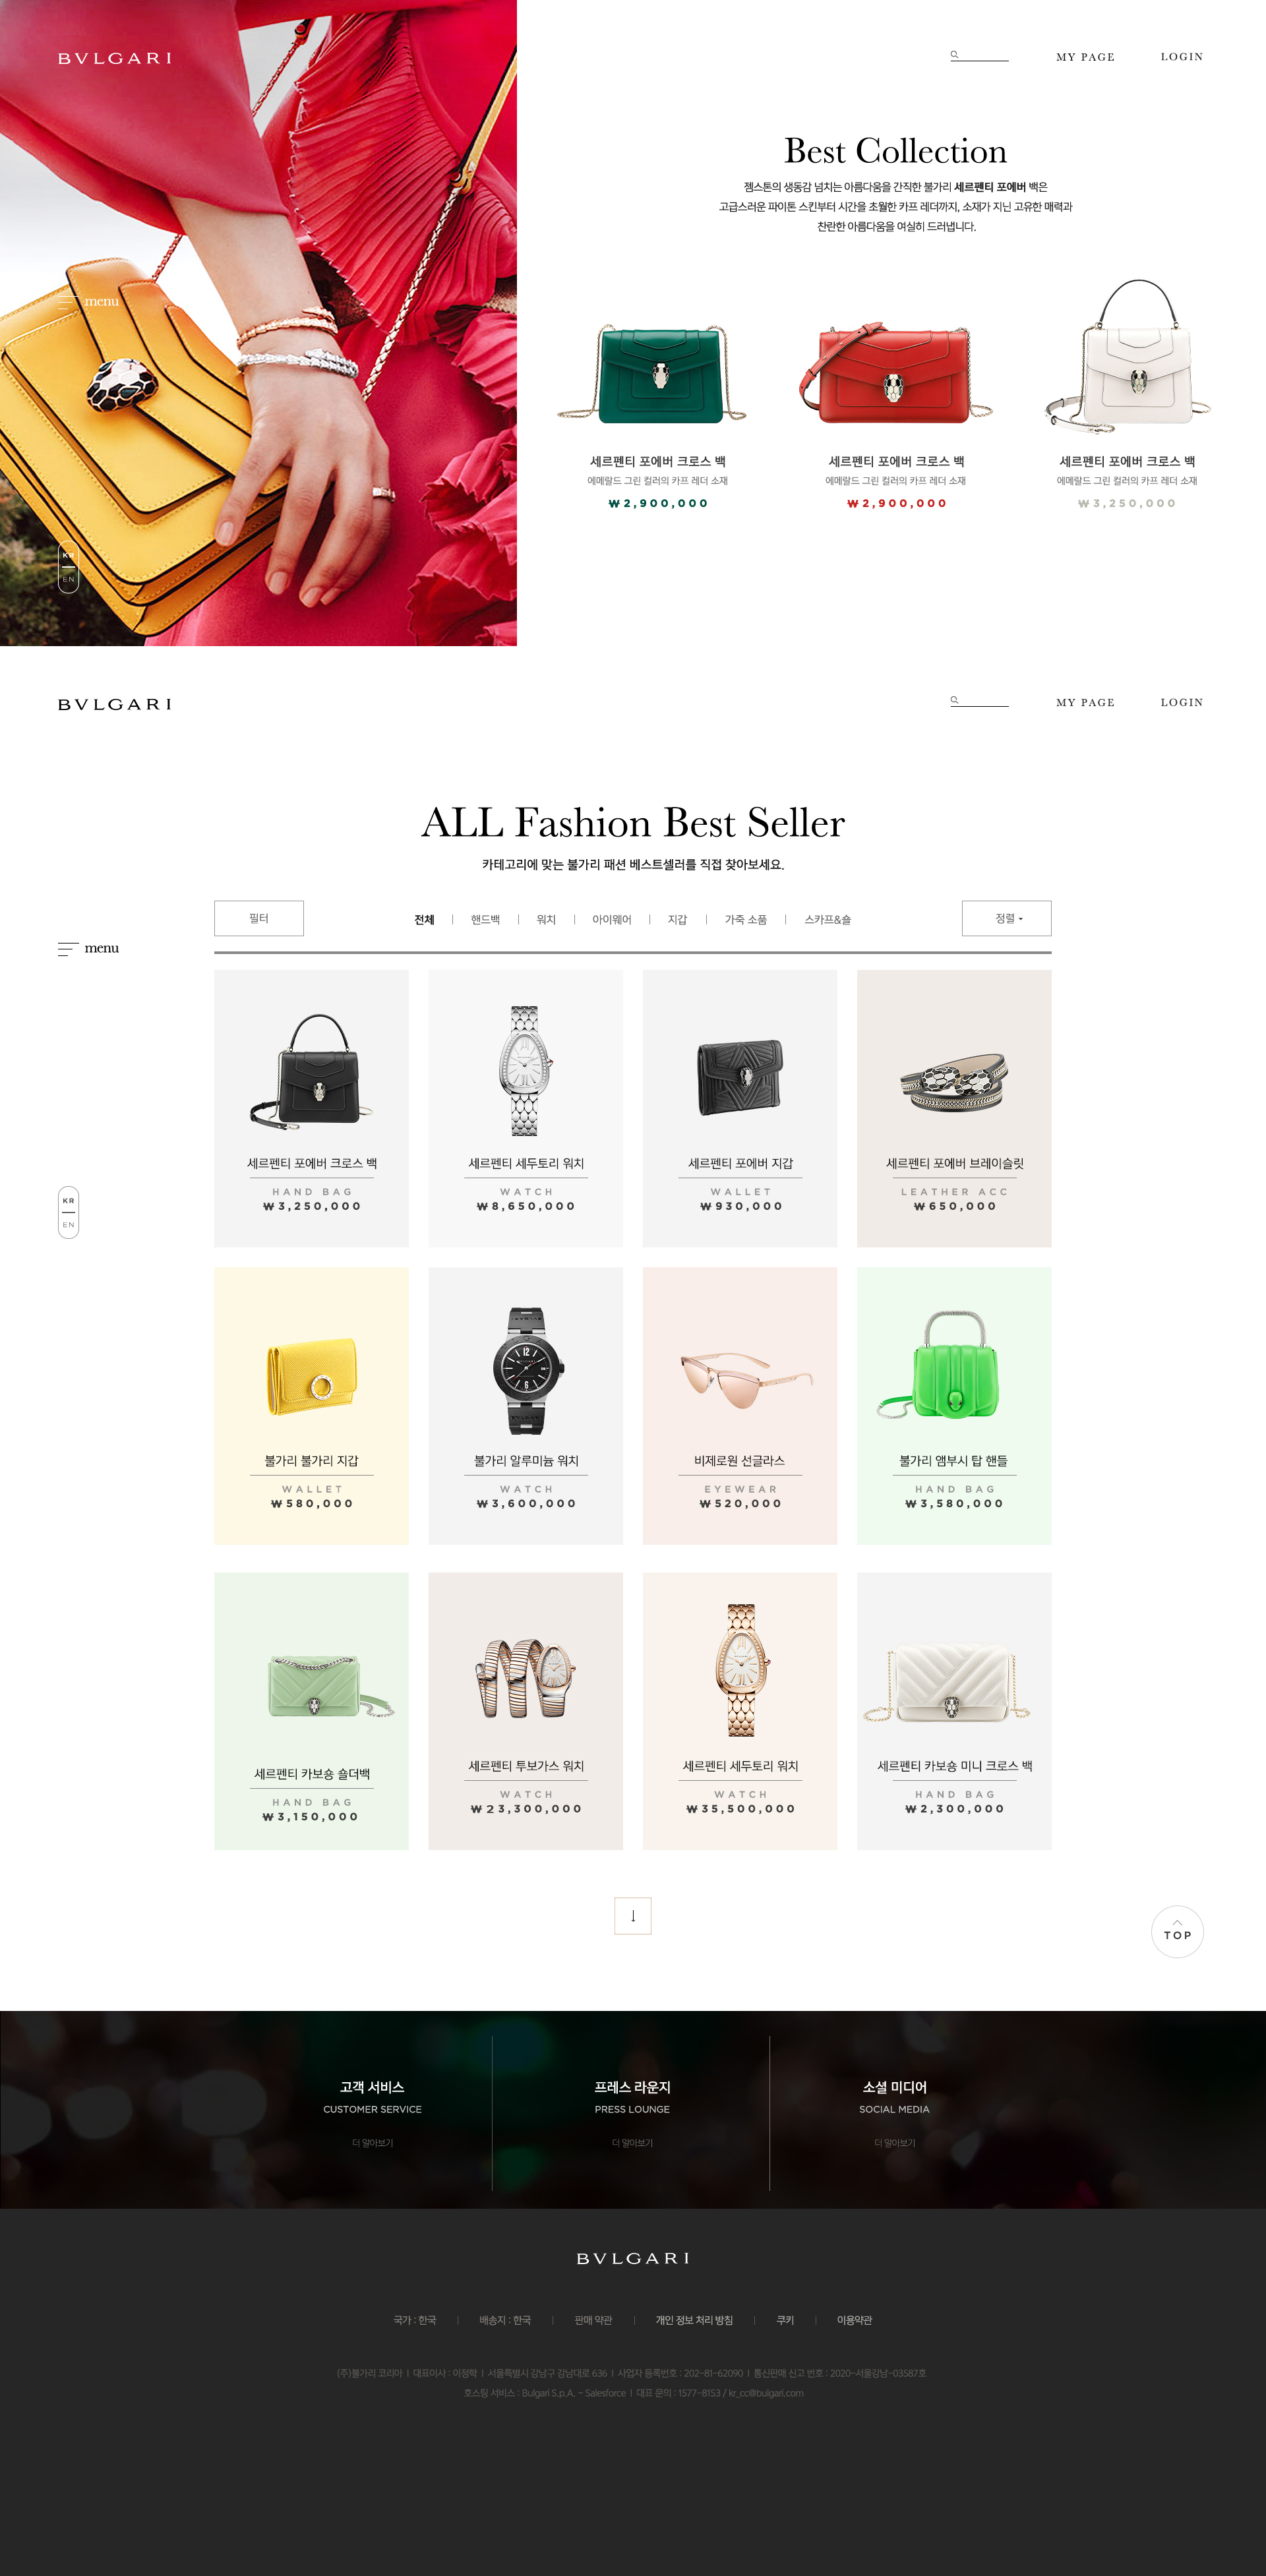 BVLGARI
MY PAGE
LOGIN
Best Collection
젬스톤의 생동감 넘치는 아름다움을 간직한 불가리 세르펜티 포에버 백은
고급스러운 파이톤 스킨부터 시간을 초월한 카프 레더까지, 소재가 지닌 고유한 매력과
찬란한 아름다움을 여실히 드러냅니다.
menu
세르펜티 포에버 크로스 백
에메랄드 그린 컬러의 카프 레더 소재
₩2,900,000
세르펜티 포에버 크로스 백
에메랄드 그린 컬러의 카프 레더 소재
₩2,900,000
세르펜티 포에버 크로스 백
에메랄드 그린 컬러의 카프 레더 소재
₩3,250,000
KR
EN
BVLGARI
MY PAGE
LOGIN
ALL Fashion Best Seller
카테고리에 맞는 불가리 패션 베스트셀러를 직접 찾아보세요.
필터
전체 | 핸드백 | 워치 | 아이웨어 | 지갑 | 가죽 소품 | 스카프&숄
정렬
menu
세르펜티 포에버 크로스 백
HAND BAG
₩3,250,000
세르펜티 세두토리 워치
WATCH
₩8,650,000
세르펜티 포에버 지갑
WALLET
₩930,000
세르펜티 포에버 브레이슬릿
LEATHER ACC
₩650,000
KR
EN
불가리 불가리 지갑
WALLET
₩580,000
불가리 알루미늄 워치
WATCH
₩3,600,000
비제로원 선글라스
EYEWEAR
₩520,000
불가리 앰부시 탑 핸들
HAND BAG
₩3,580,000
세르펜티 카보숑 숄더백
HAND BAG
₩3,150,000
세르펜티 투보가스 워치
WATCH
₩23,300,000
세르펜티 세두토리 워치
WATCH
₩35,500,000
세르펜티 카보숑 미니 크로스 백
HAND BAG
₩2,300,000
TOP
고객 서비스
CUSTOMER SERVICE
더 알아보기
프레스 라운지
PRESS LOUNGE
더 알아보기
소셜 미디어
SOCIAL MEDIA
더 알아보기
BVLGARI
국가 : 한국 | 배송지 : 한국 | 판매 약관 | 개인 정보 처리 방침 | 쿠키 | 이용약관
(주)불가리 코리아 | 대표이사 : 이정학 | 서울특별시 강남구 강남대로 636 | 사업자 등록번호 : 202-81-62090 | 통신판매 신고 번호 : 2020-서울강남-03587호
호스팅 서비스 : Bulgari S.p.A. - Salesforce | 대표 문의 : 1577-8153 / kr_cc@bulgari.com